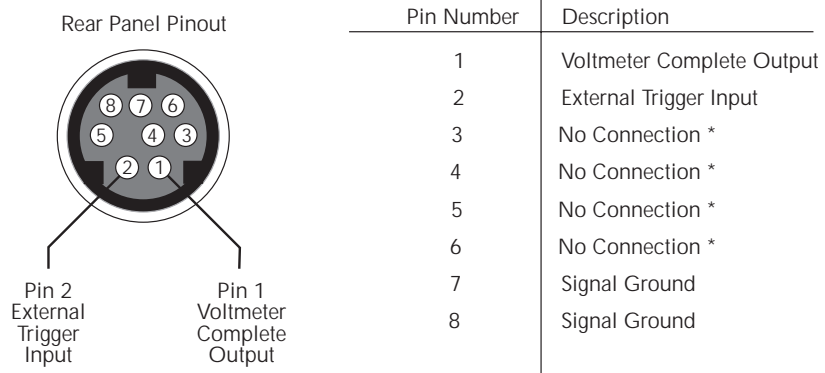 Rear Panel Pinout
8 7 6
5 4 3
2 1
Pin 2
External
Trigger
Input
Pin 1
Voltmeter
Complete
Output
Pin Number Description
1 Voltmeter Complete Output
2 External Trigger Input
3 No Connection *
4 No Connection *
5 No Connection *
6 No Connection *
7 Signal Ground
8 Signal Ground